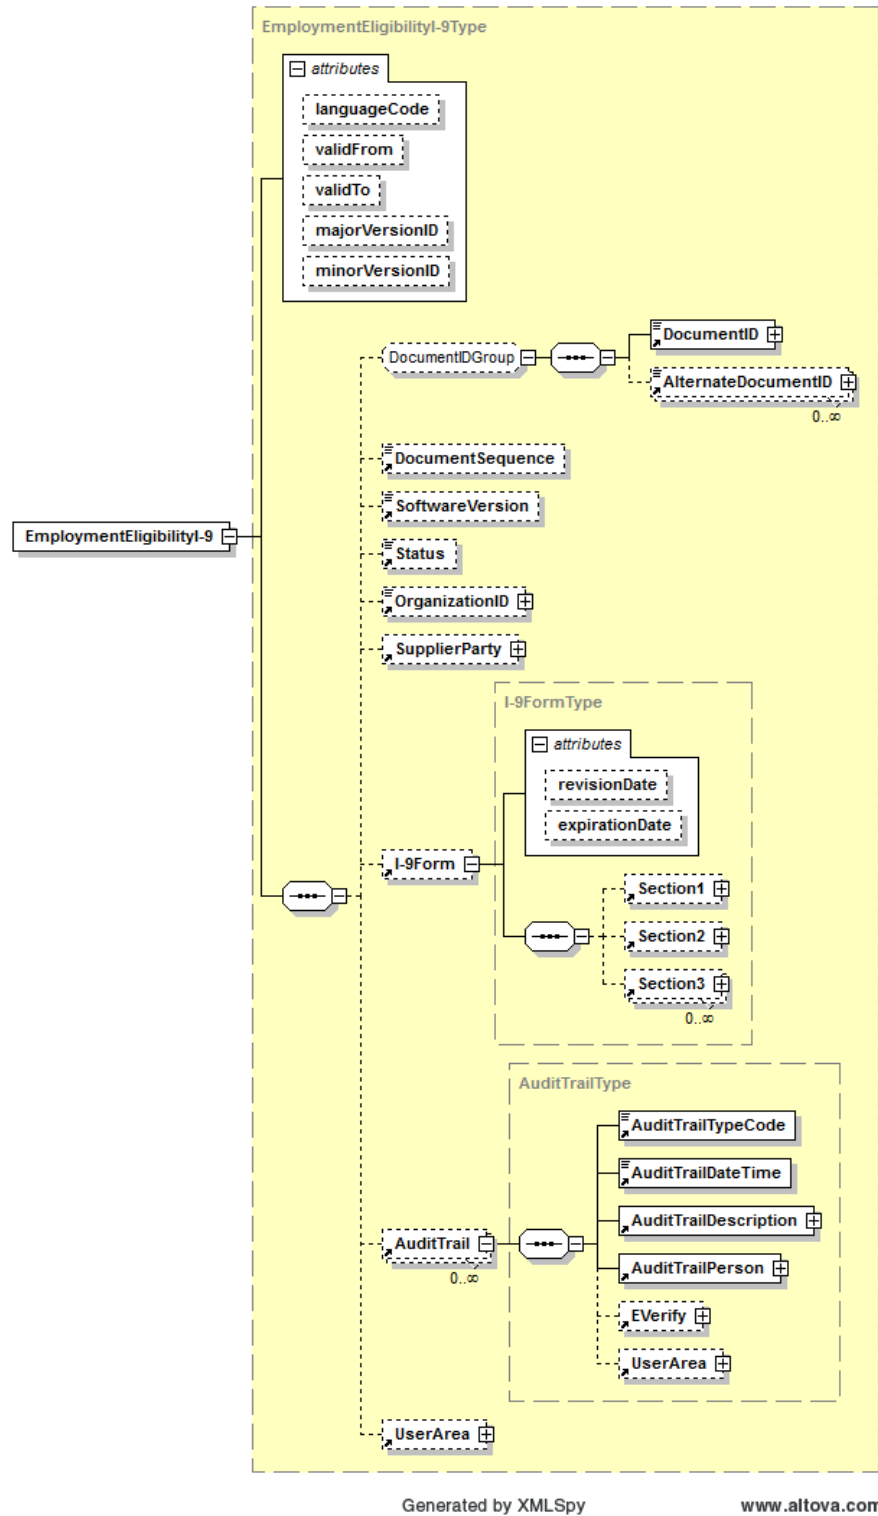 EmploymentEligibilityI-9Type
attributes
languageCode
validFrom
validTo
majorVersionID
minorVersionID
DocumentIDGroup
DocumentID
AlternateDocumentID
0..∞
DocumentSequence
SoftwareVersion
EmploymentEligibilityI-9
Status
OrganizationID
SupplierParty
I-9FormType
attributes
revisionDate
expirationDate
I-9Form
Section1
Section2
Section3
0..∞
AuditTrailType
AuditTrailTypeCode
AuditTrailDateTime
AuditTrailDescription
AuditTrail
0..∞
AuditTrailPerson
EVerify
UserArea
UserArea
Generated by XMLSpy www.altova.com